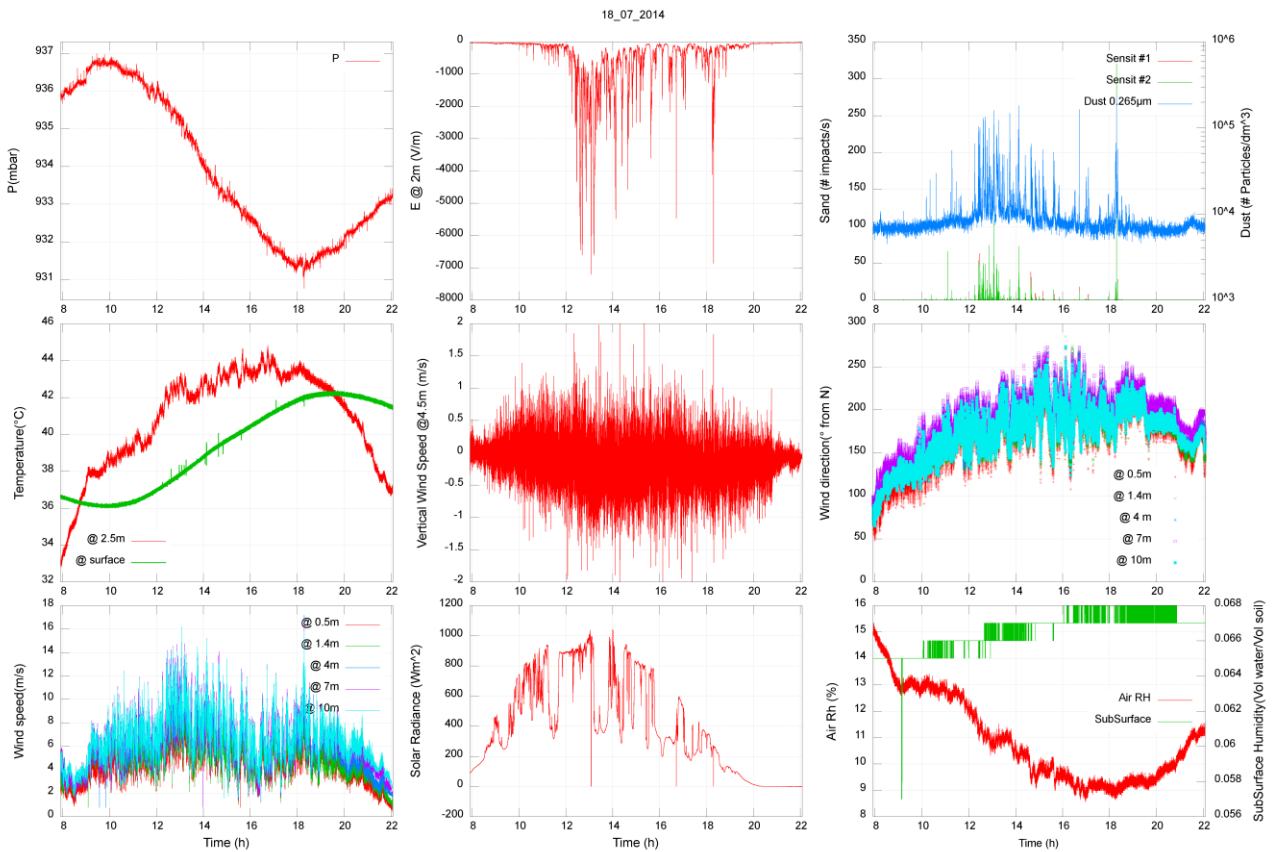 18_07_2014
P(mbar)
937
936
935
934
933
932
931
P
8 10 12 14 16 18 20 22
E @ 2m (V/m)
0
-1000
-2000
-3000
-4000
-5000
-6000
-7000
-8000
8 10 12 14 16 18 20 22
Sand (# impacts/s)
350
300
250
200
150
100
50
0
Sensit #1
Sensit #2
Dust 0.265µm
10^6
10^5
10^4
10^3
Dust (# Particles/dm^3)
8 10 12 14 16 18 20 22
Temperature(°C)
46
44
42
40
38
36
34
32
@ 2.5m
@ surface
8 10 12 14 16 18 20 22
Vertical Wind Speed @4.5m (m/s)
2
1.5
1
0.5
0
-0.5
-1
-1.5
-2
8 10 12 14 16 18 20 22
Wind direction(° from N)
300
250
200
150
100
50
0
@ 0.5m
@ 1.4m
@ 4 m
@ 7m
@ 10m
8 10 12 14 16 18 20 22
Wind speed(m/s)
18
16
14
12
10
8
6
4
2
0
@ 0.5m
@ 1.4m
@ 4m
@ 7m
@ 10m
8 10 12 14 16 18 20 22
Time (h)
Solar Radiance (Wm^2)
1200
1000
800
600
400
200
0
-200
8 10 12 14 16 18 20 22
Time (h)
Air Rh (%)
16
15
14
13
12
11
10
9
8
Air RH
SubSurface
0.068
0.066
0.064
0.062
0.06
0.058
0.056
SubSurface Humidity(Vol water/Vol soil)
8 10 12 14 16 18 20 22
Time (h)